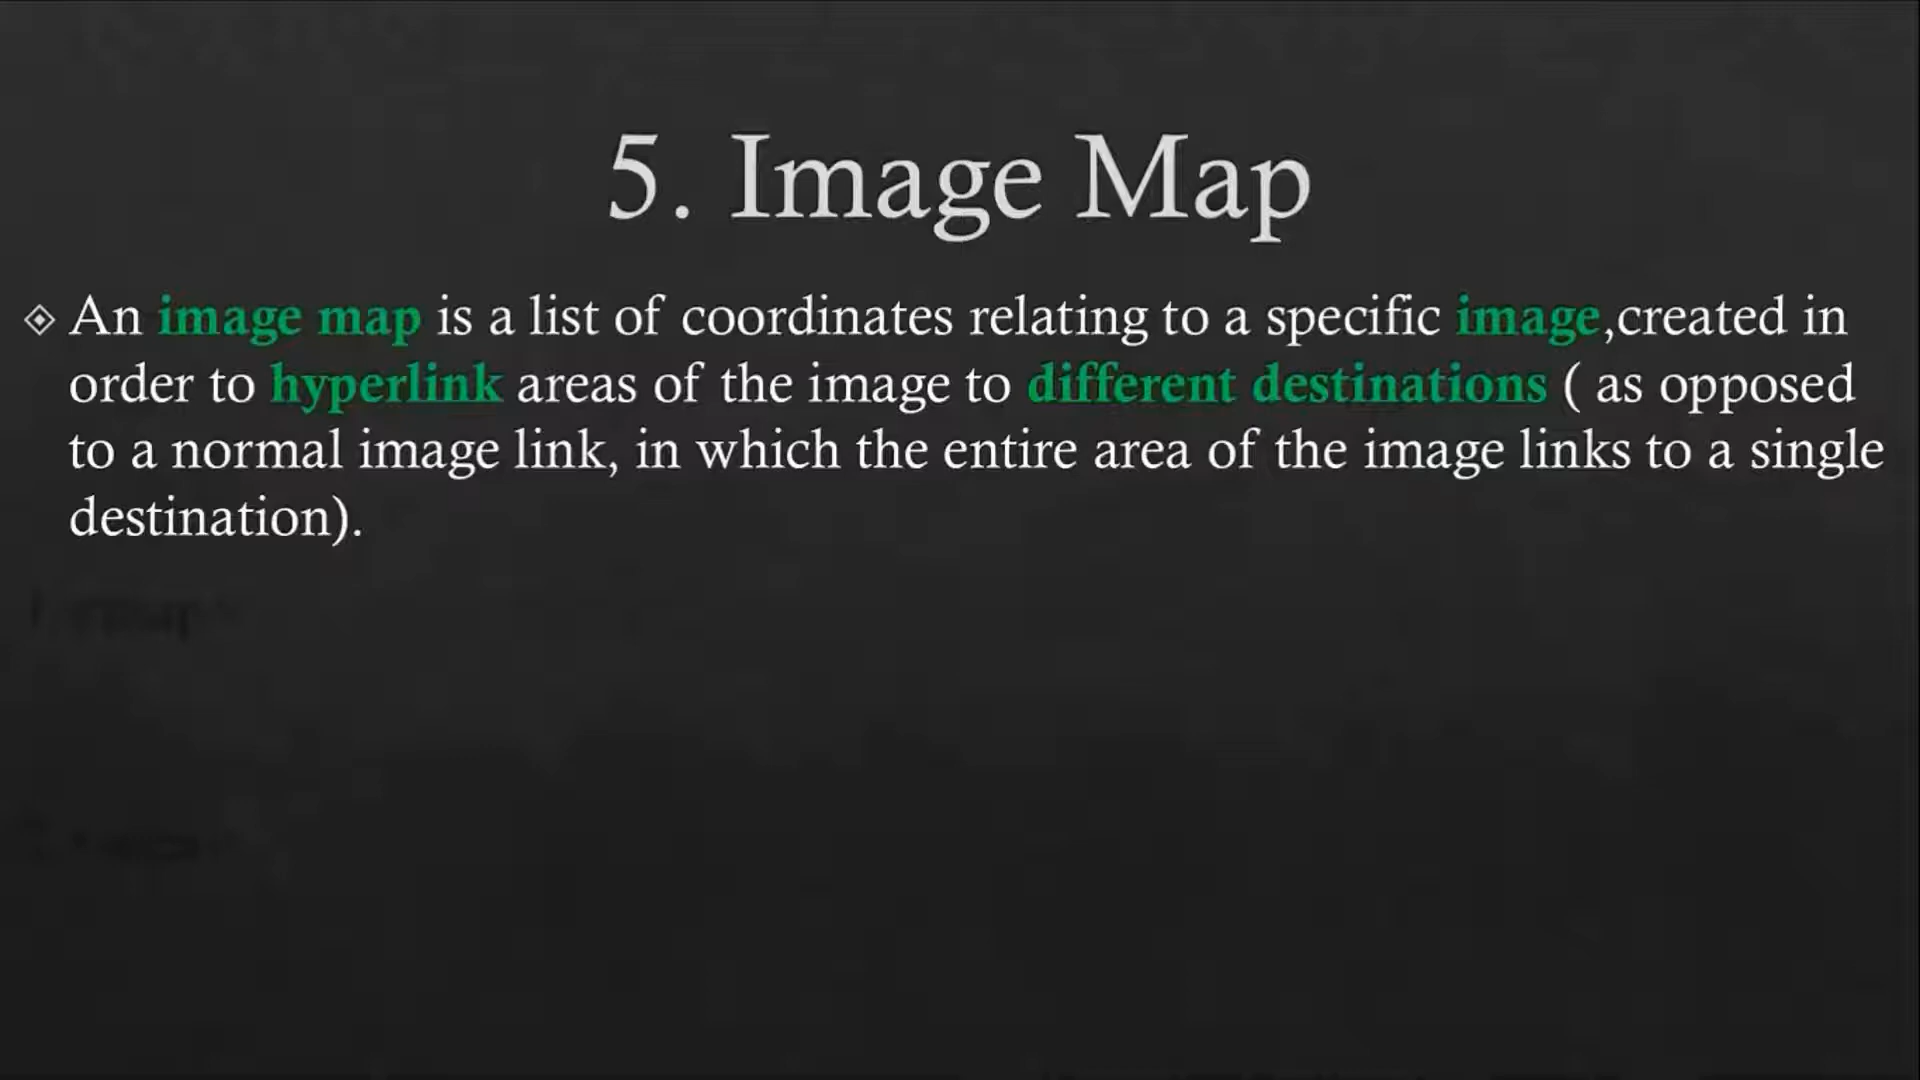 5. Image Map
An image map is a list of coordinates relating to a specific image,created in
order to hyperlink areas of the image to different destinations ( as opposed
to a normal image link, in which the entire area of the image links to a single
destination).